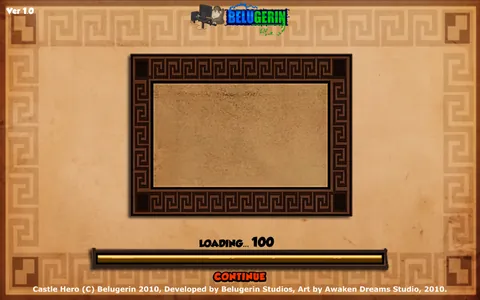 Ver 1.0
BELUGERIN
LOADING... 100
CONTINUE
Castle Hero (C) Belugerin 2010, Developed by Belugerin Studios, Art by Awaken Dreams Studio, 2010.